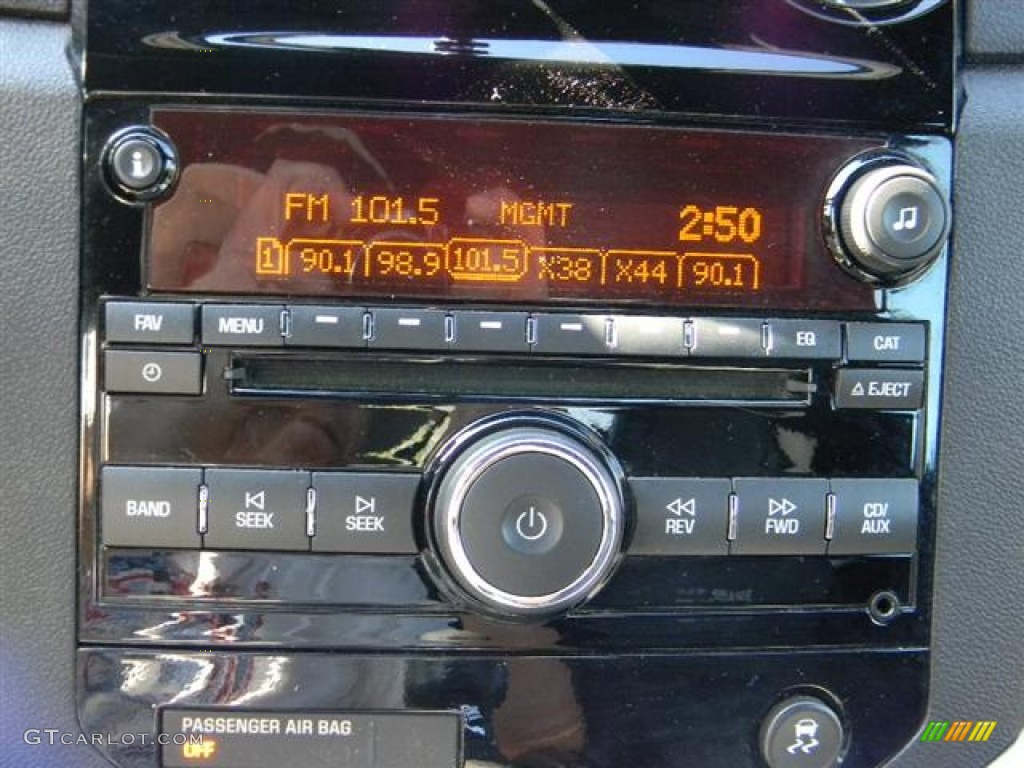 FM 101.5 MGMT 2:50
1 90.1 98.9 101.5 X38 X44 90.1
FAV MENU EQ CAT
EJECT
BAND SEEK SEEK REV FWD CD/AUX
PASSENGER AIR BAG
OFF
GTCARLOT.COM